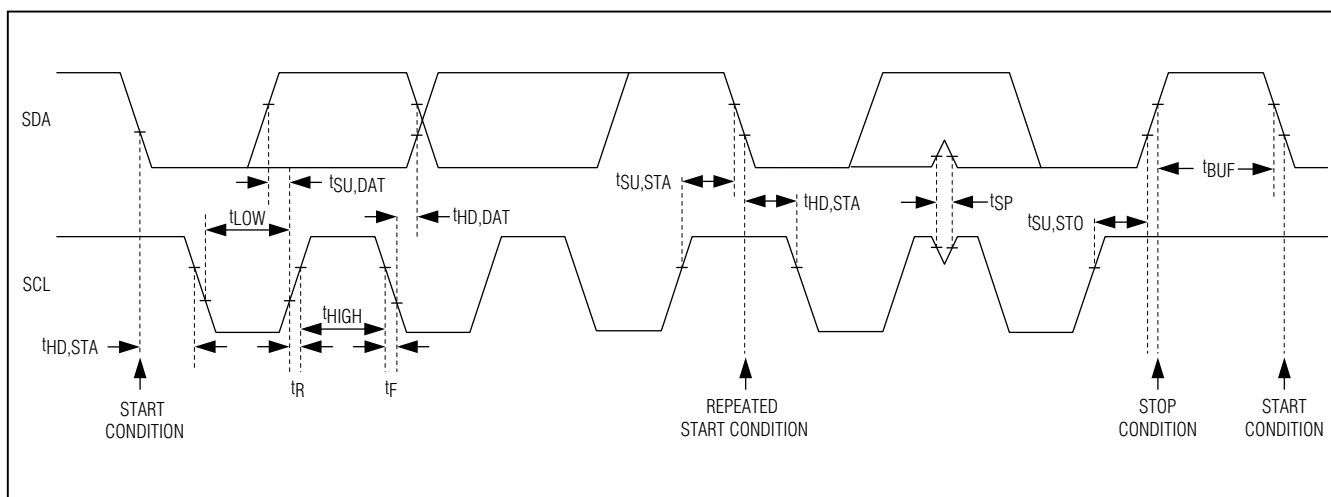 SDA
tSU,DAT
tSU,STA
tBUF
tLOW
tHD,DAT
tHD,STA
tSP
tSU,STO
SCL
tHIGH
tHD,STA
tR
tF
START
CONDITION
REPEATED
START CONDITION
STOP
CONDITION
START
CONDITION